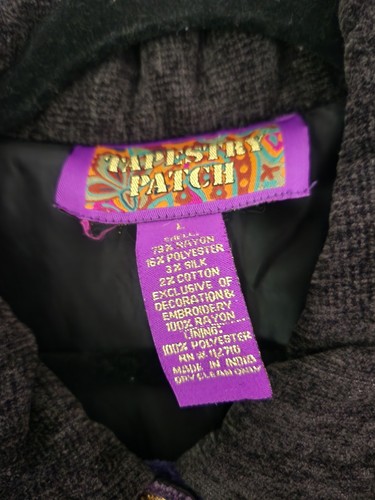 TAPESTRY
PATCH
L
SHELL:
79% RAYON
16% POLYESTER
3% SILK
2% COTTON
EXCLUSIVE OF
DECORATION&
EMBROIDERY
100% RAYON
LINING:
100% POLYESTER
RN #
MADE IN INDIA
DRY CLEAN ONLY